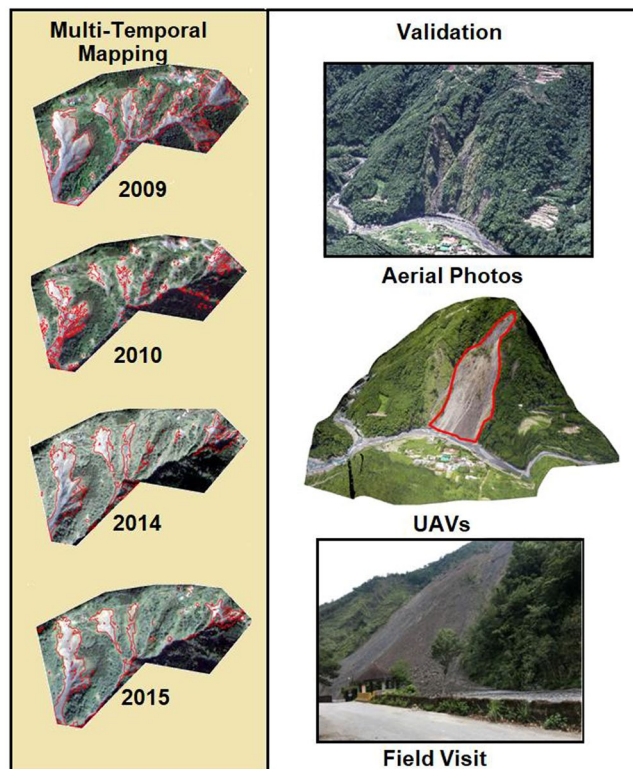 Multi-Temporal
Mapping
2009
2010
2014
2015
Validation
Aerial Photos
UAVs
Field Visit